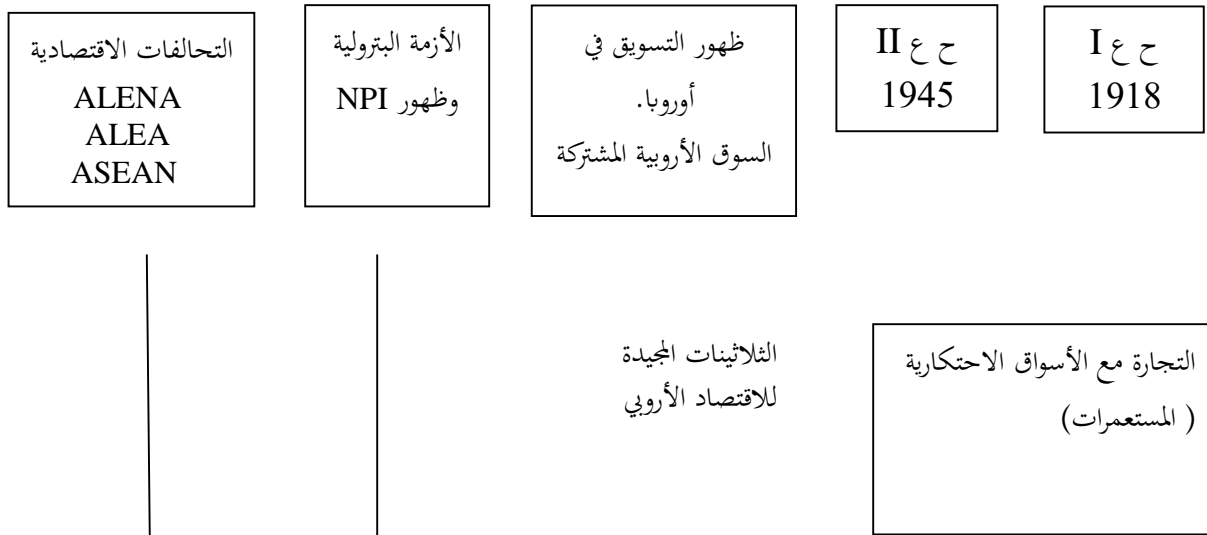 ح ع I
1918
ح ع II
1945
ظهور التسويق في
أوروبا.
السوق الأروبية المشتركة
الأزمة البترولية
وظهور NPI
التحالفات الاقتصادية
ALENA
ALEA
ASEAN
التجارة مع الأسواق الاحتكارية
( المستعمرات)
الثلاثينات المجيدة
للاقتصاد الأروبي